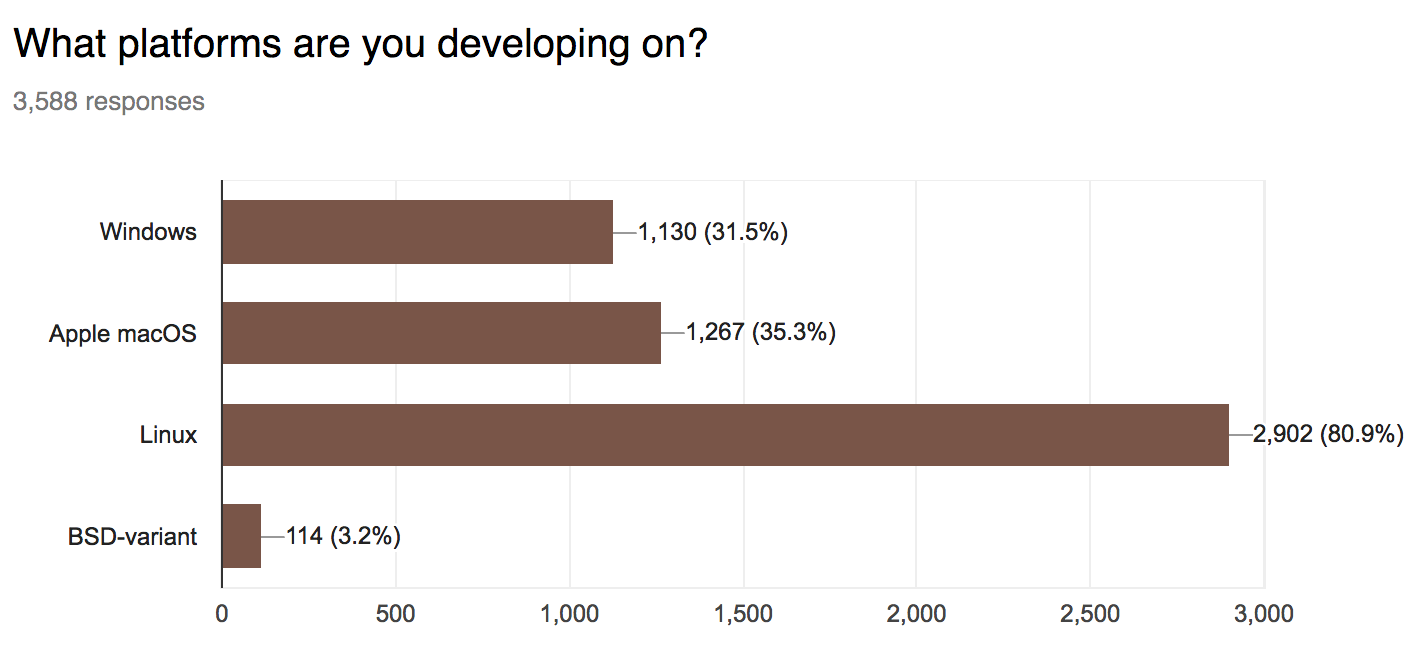 What platforms are you developing on?
3,588 responses
Windows 1,130 (31.5%)
Apple macOS 1,267 (35.3%)
Linux 2,902 (80.9%)
BSD-variant 114 (3.2%)
0 500 1,000 1,500 2,000 2,500 3,000